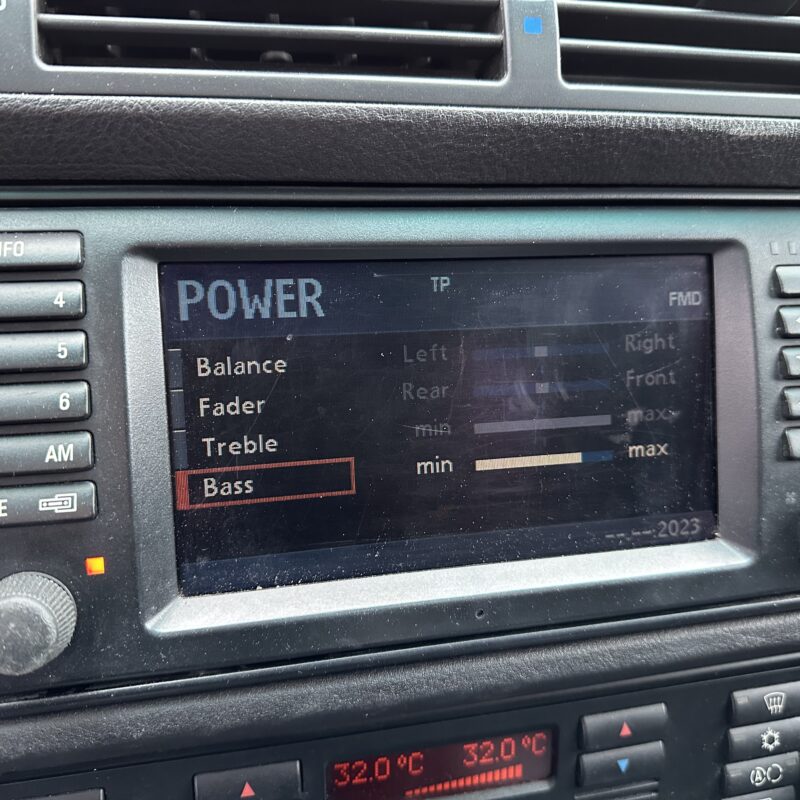 4
5
6
AM
POWER TP FMD
Balance Left Right
Fader Rear Front
Treble min max
Bass min max
--.--.2023
32.0°C 32.0°C
A